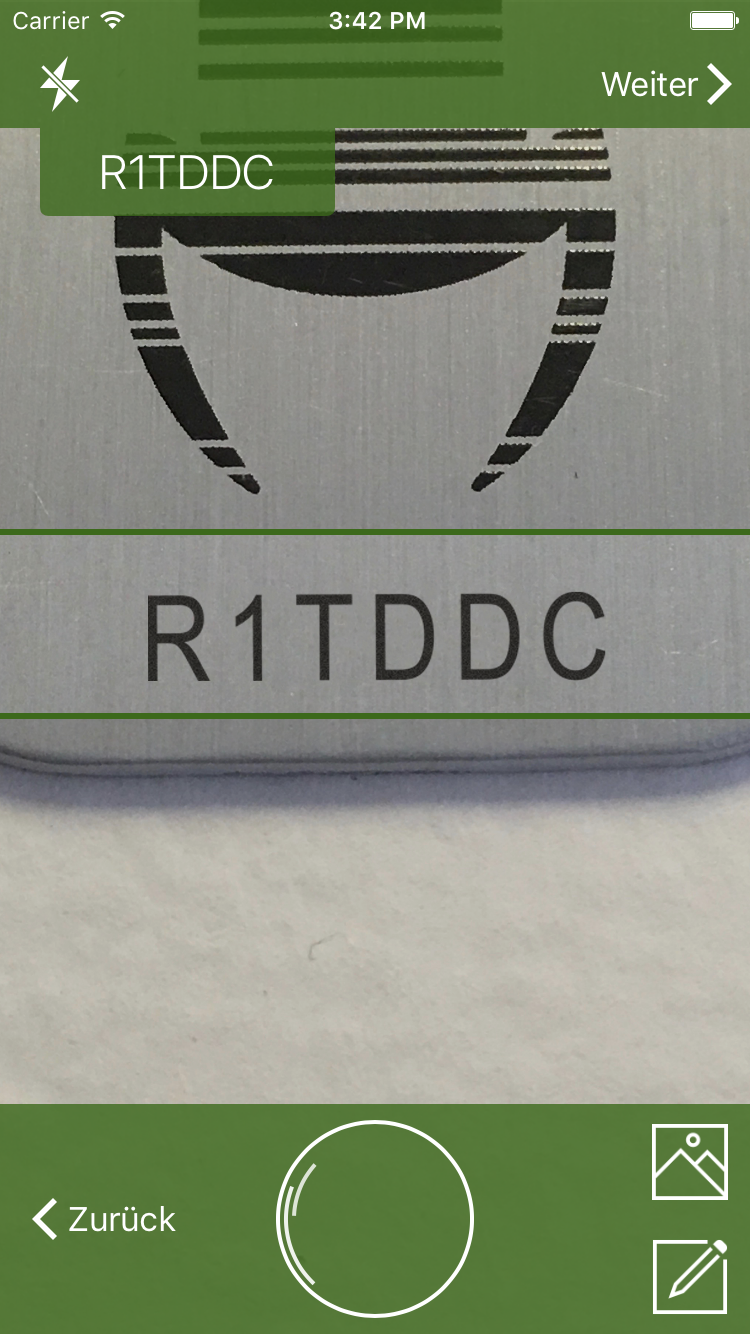 Carrier 3:42 PM
Weiter
R1TDDC
R1TDDC
Zurück